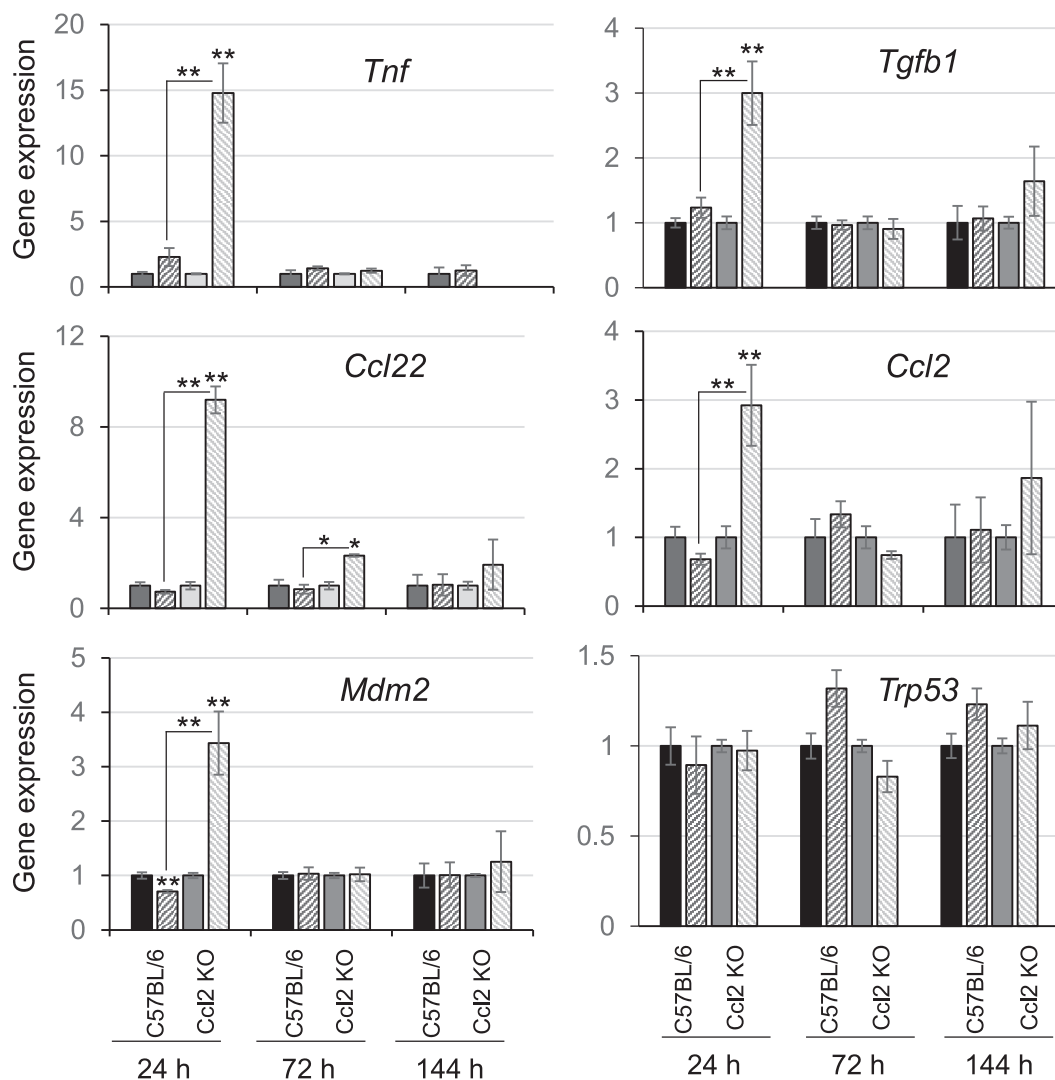 Gene expression
20
15
10
5
0
Tnf
**
**
4
3
2
1
0
Tgfb1
**
**
Gene expression
12
8
4
0
Ccl22
**
**
*
*
4
3
2
1
0
Ccl2
**
**
Gene expression
5
4
3
2
1
0
Mdm2
**
**
**
1.5
1
0.5
0
Trp53
C57BL/6
Ccl2 KO
C57BL/6
Ccl2 KO
C57BL/6
Ccl2 KO
24 h
72 h
144 h
C57BL/6
Ccl2 KO
C57BL/6
Ccl2 KO
C57BL/6
Ccl2 KO
24 h
72 h
144 h